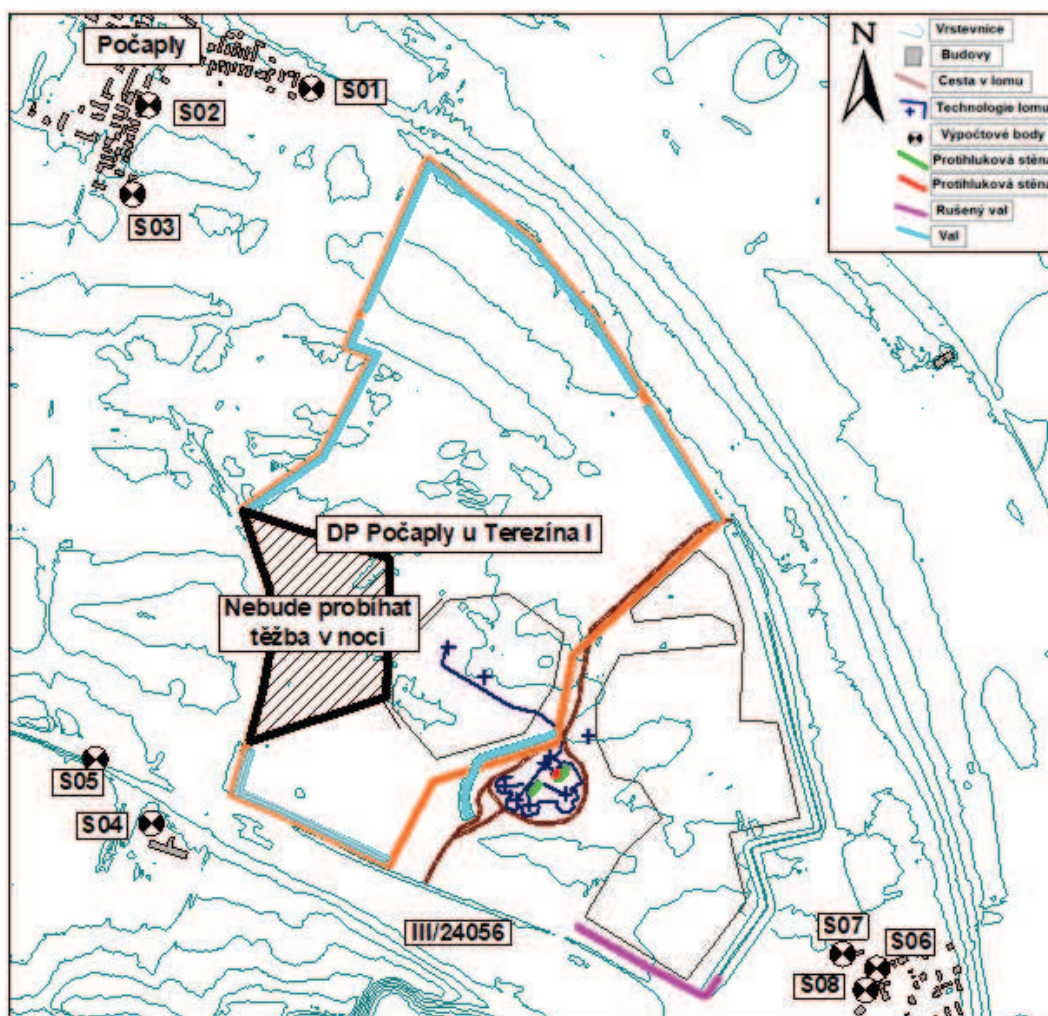 Počaply
S01
S02
S03
N
Vrstevnice
Budovy
Cesta v lomu
Technologie lomu
Výpočtové body
Protihluková stěna
Protihluková stěna
Rušený val
Val
DP Počaply u Terezína I
Nebude probíhat
těžba v noci
S05
S04
III/24056
S07
S06
S08